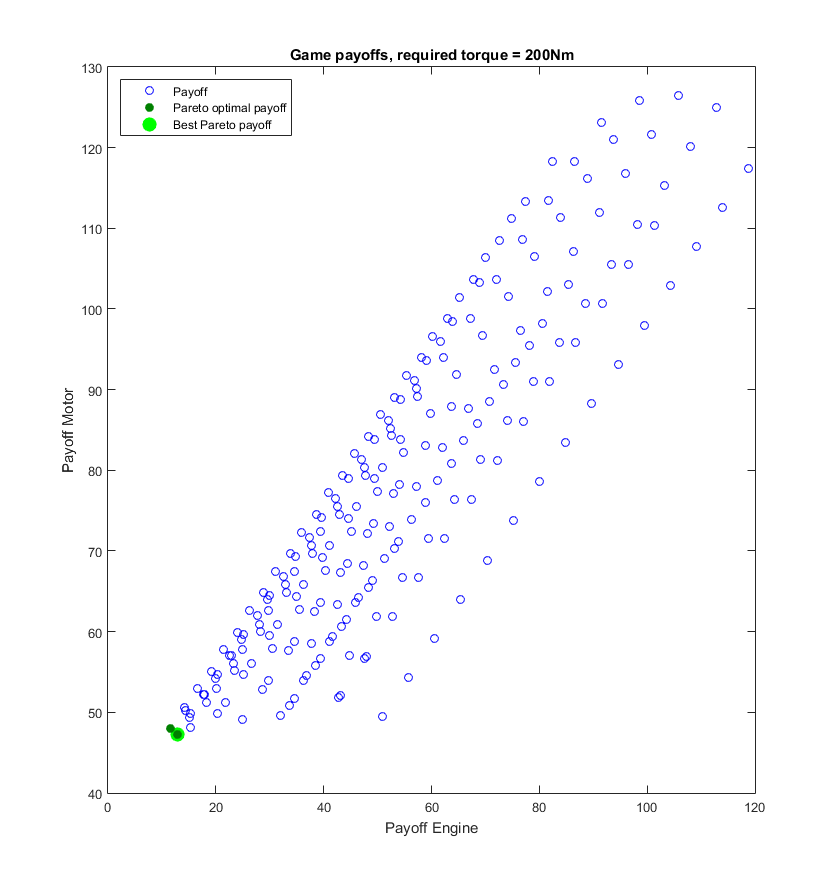 Game payoffs, required torque = 200Nm
Payoff
Pareto optimal payoff
Best Pareto payoff
130
120
110
100
90
80
70
60
50
40
Payoff Motor
0
20
40
60
80
100
120
Payoff Engine